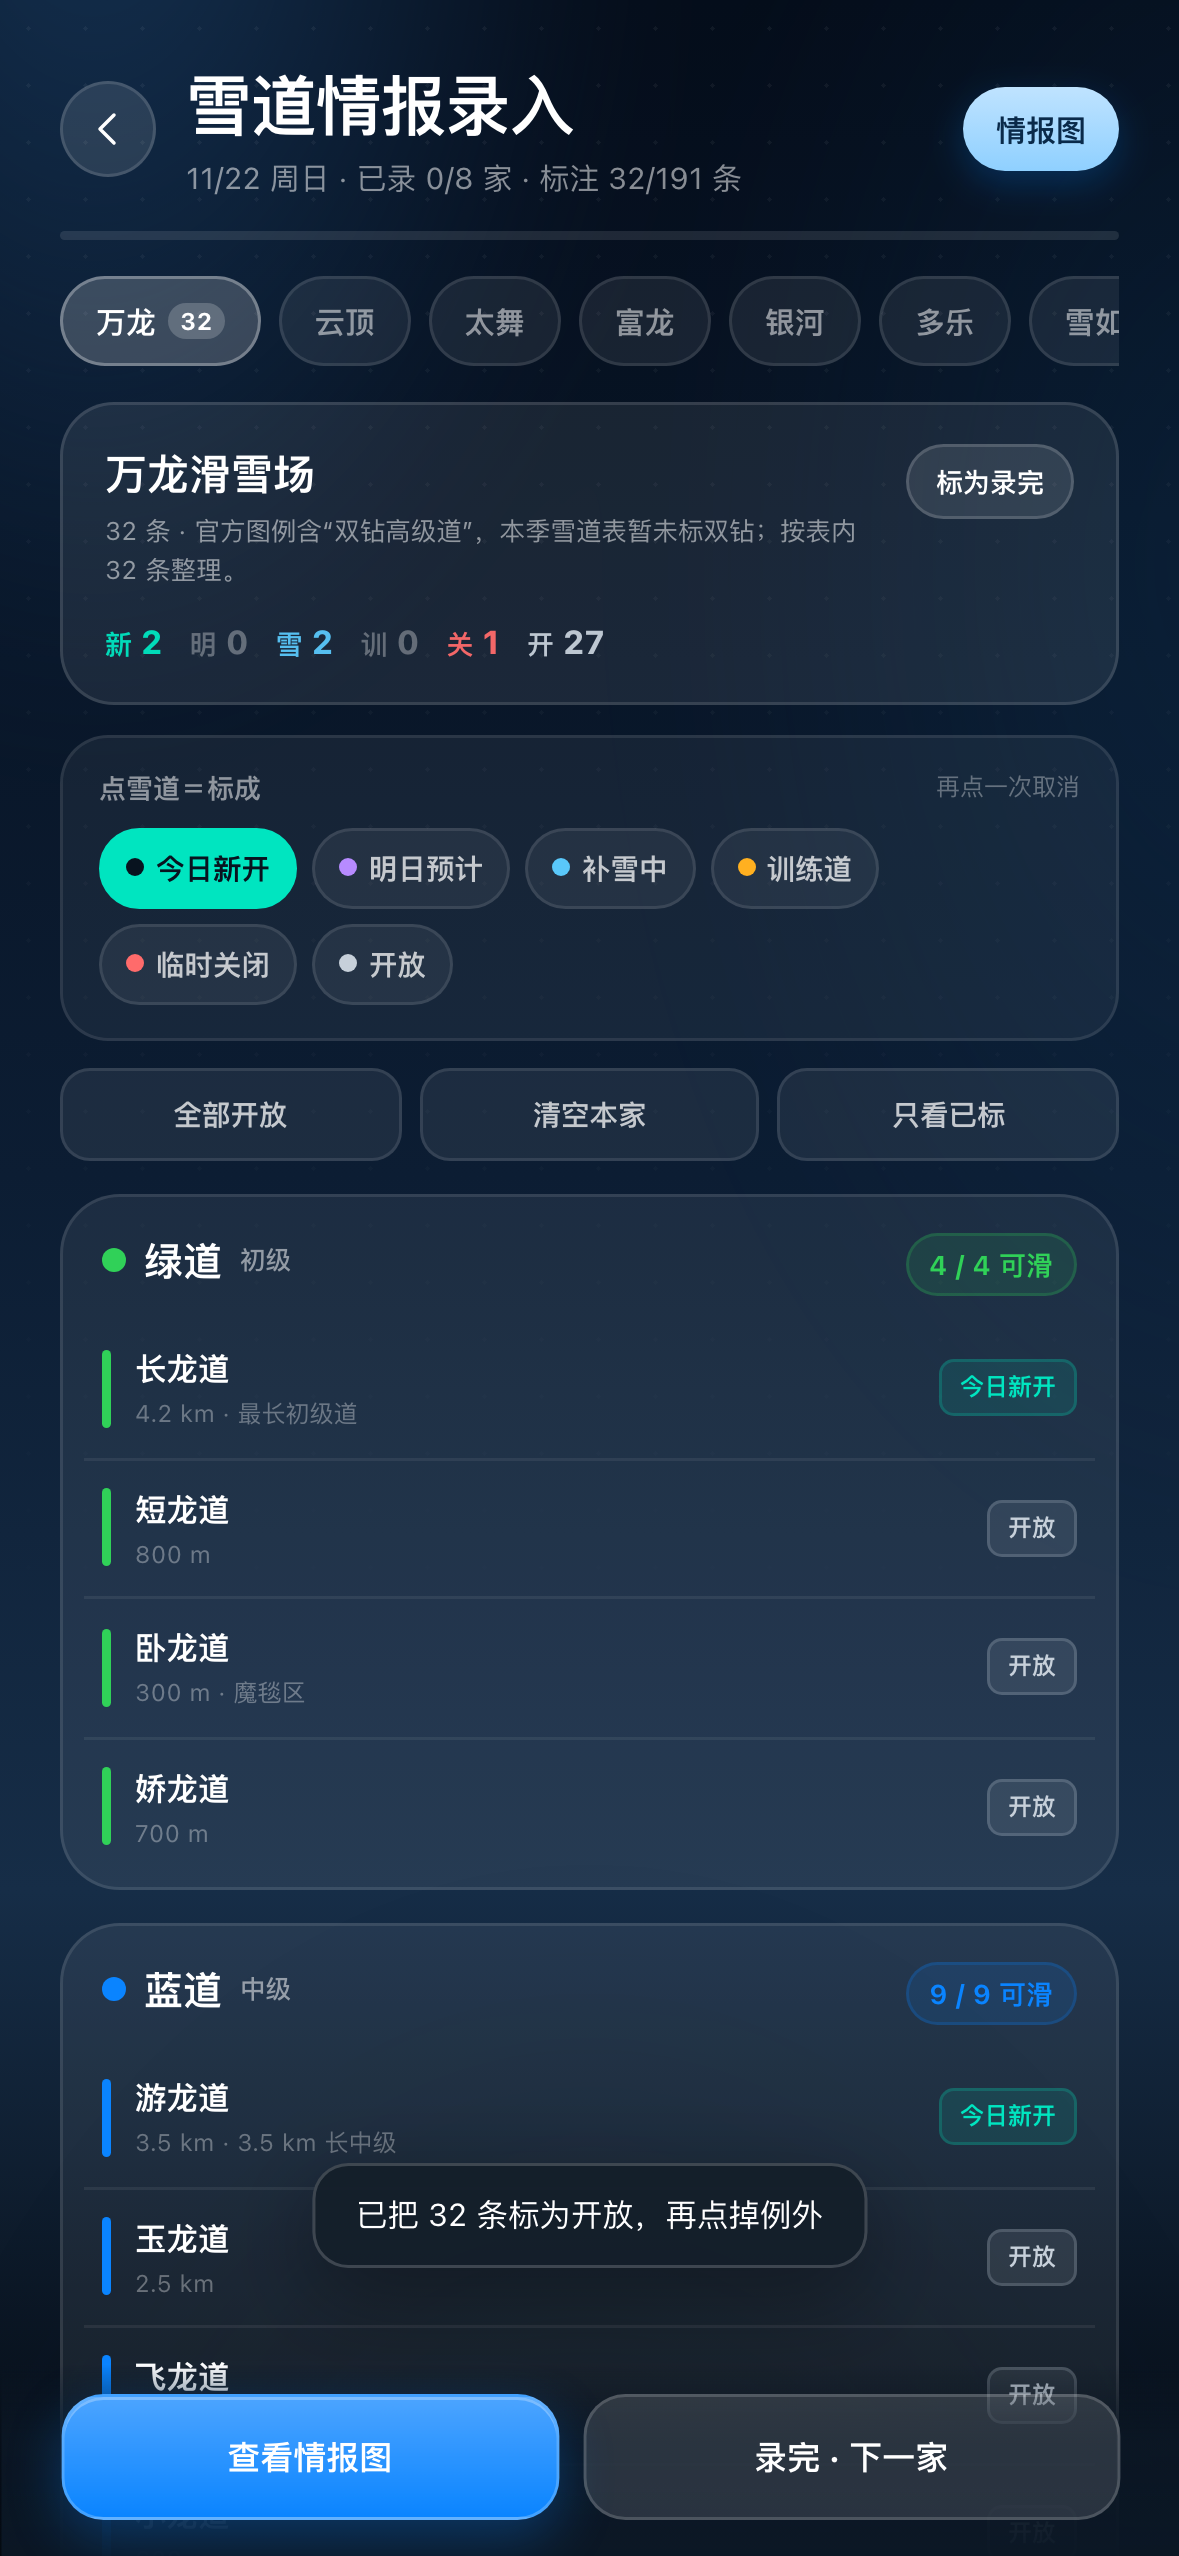 雪道情报录入
11/22 周日 · 已录 0/8 家 · 标注 32/191 条
情报图
万龙 32
云顶
太舞
富龙
银河
多乐
雪如
万龙滑雪场
标为录完
32 条 · 官方图例含“双钻高级道”，本季雪道表暂未标双钻；按表内
32 条整理。
新 2 明 0 雪 2 训 0 关 1 开 27
点雪道＝标成
再点一次取消
今日新开
明日预计
补雪中
训练道
临时关闭
开放
全部开放
清空本家
只看已标
绿道 初级
4 / 4 可滑
长龙道
4.2 km · 最长初级道
今日新开
短龙道
800 m
开放
卧龙道
300 m · 魔毯区
开放
娇龙道
700 m
开放
蓝道 中级
9 / 9 可滑
游龙道
3.5 km · 3.5 km 长中级
今日新开
已把 32 条标为开放，再点掉例外
玉龙道
2.5 km
开放
飞龙道
开放
查看情报图
录完 · 下一家
开放